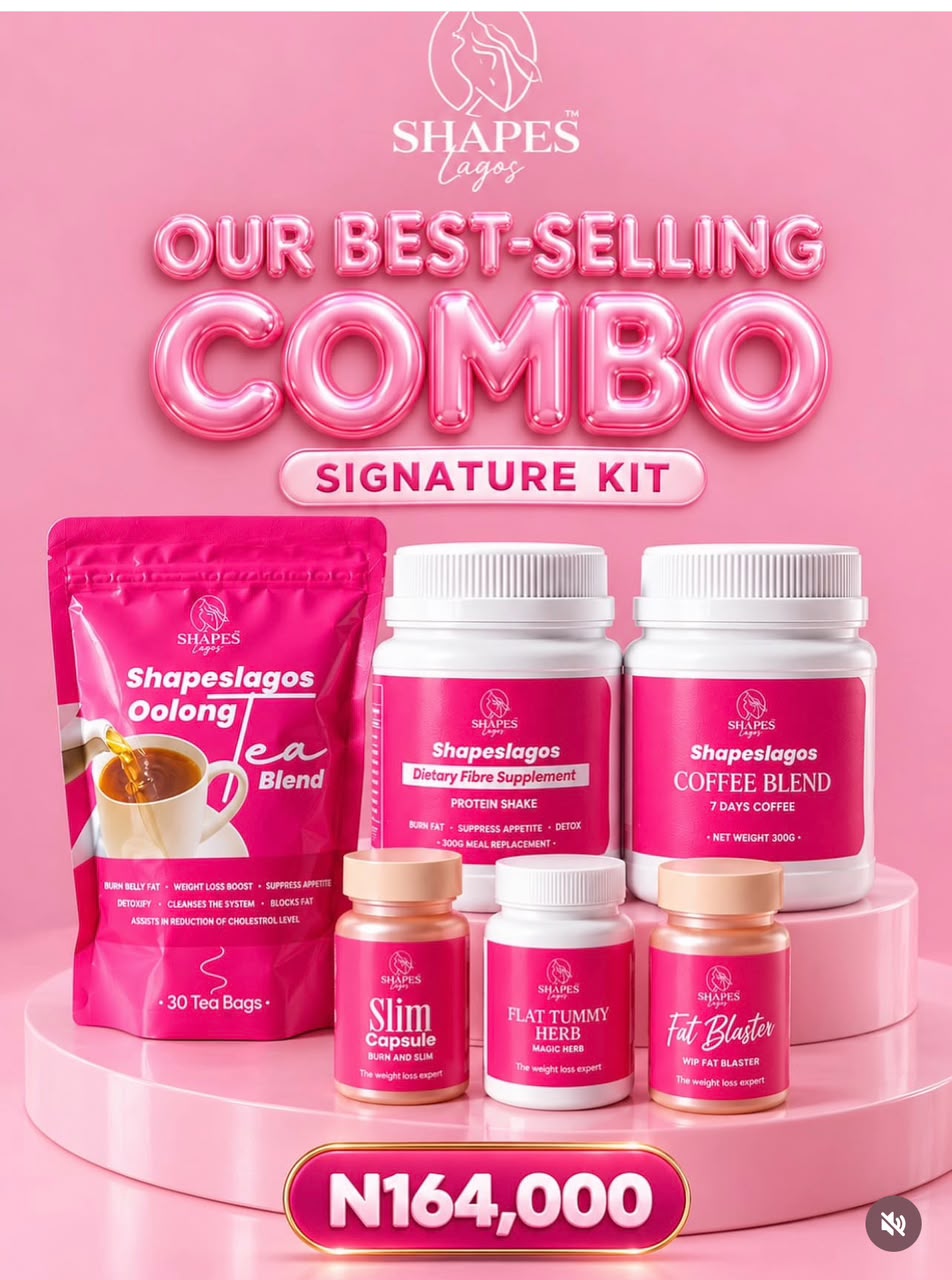 SHAPES™
Lagos
OUR BEST-SELLING
COMBO
SIGNATURE KIT
SHAPES
Lagos
Shapeslagos
Oolong Tea
Blend
BURN BELLY FAT • WEIGHT LOSS BOOST • SUPPRESS APPETITE
DETOXIFY • CLEANSES THE SYSTEM • BLOCKS FAT
ASSISTS IN REDUCTION OF CHOLESTROL LEVEL
• 30 Tea Bags •
SHAPES
Lagos
Shapeslagos
Dietary Fibre Supplement
PROTEIN SHAKE
BURN FAT • SUPPRESS APPETITE • DETOX
• 300G MEAL REPLACEMENT •
SHAPES
Lagos
Shapeslagos
COFFEE BLEND
7 DAYS COFFEE
• NET WEIGHT 300G •
SHAPES
Lagos
Slim
Capsule
BURN AND SLIM
The weight loss expert
SHAPES
Lagos
FLAT TUMMY
HERB
MAGIC HERB
The weight loss expert
SHAPES
Lagos
Fat Blaster
WIP FAT BLASTER
The weight loss expert
N164,000